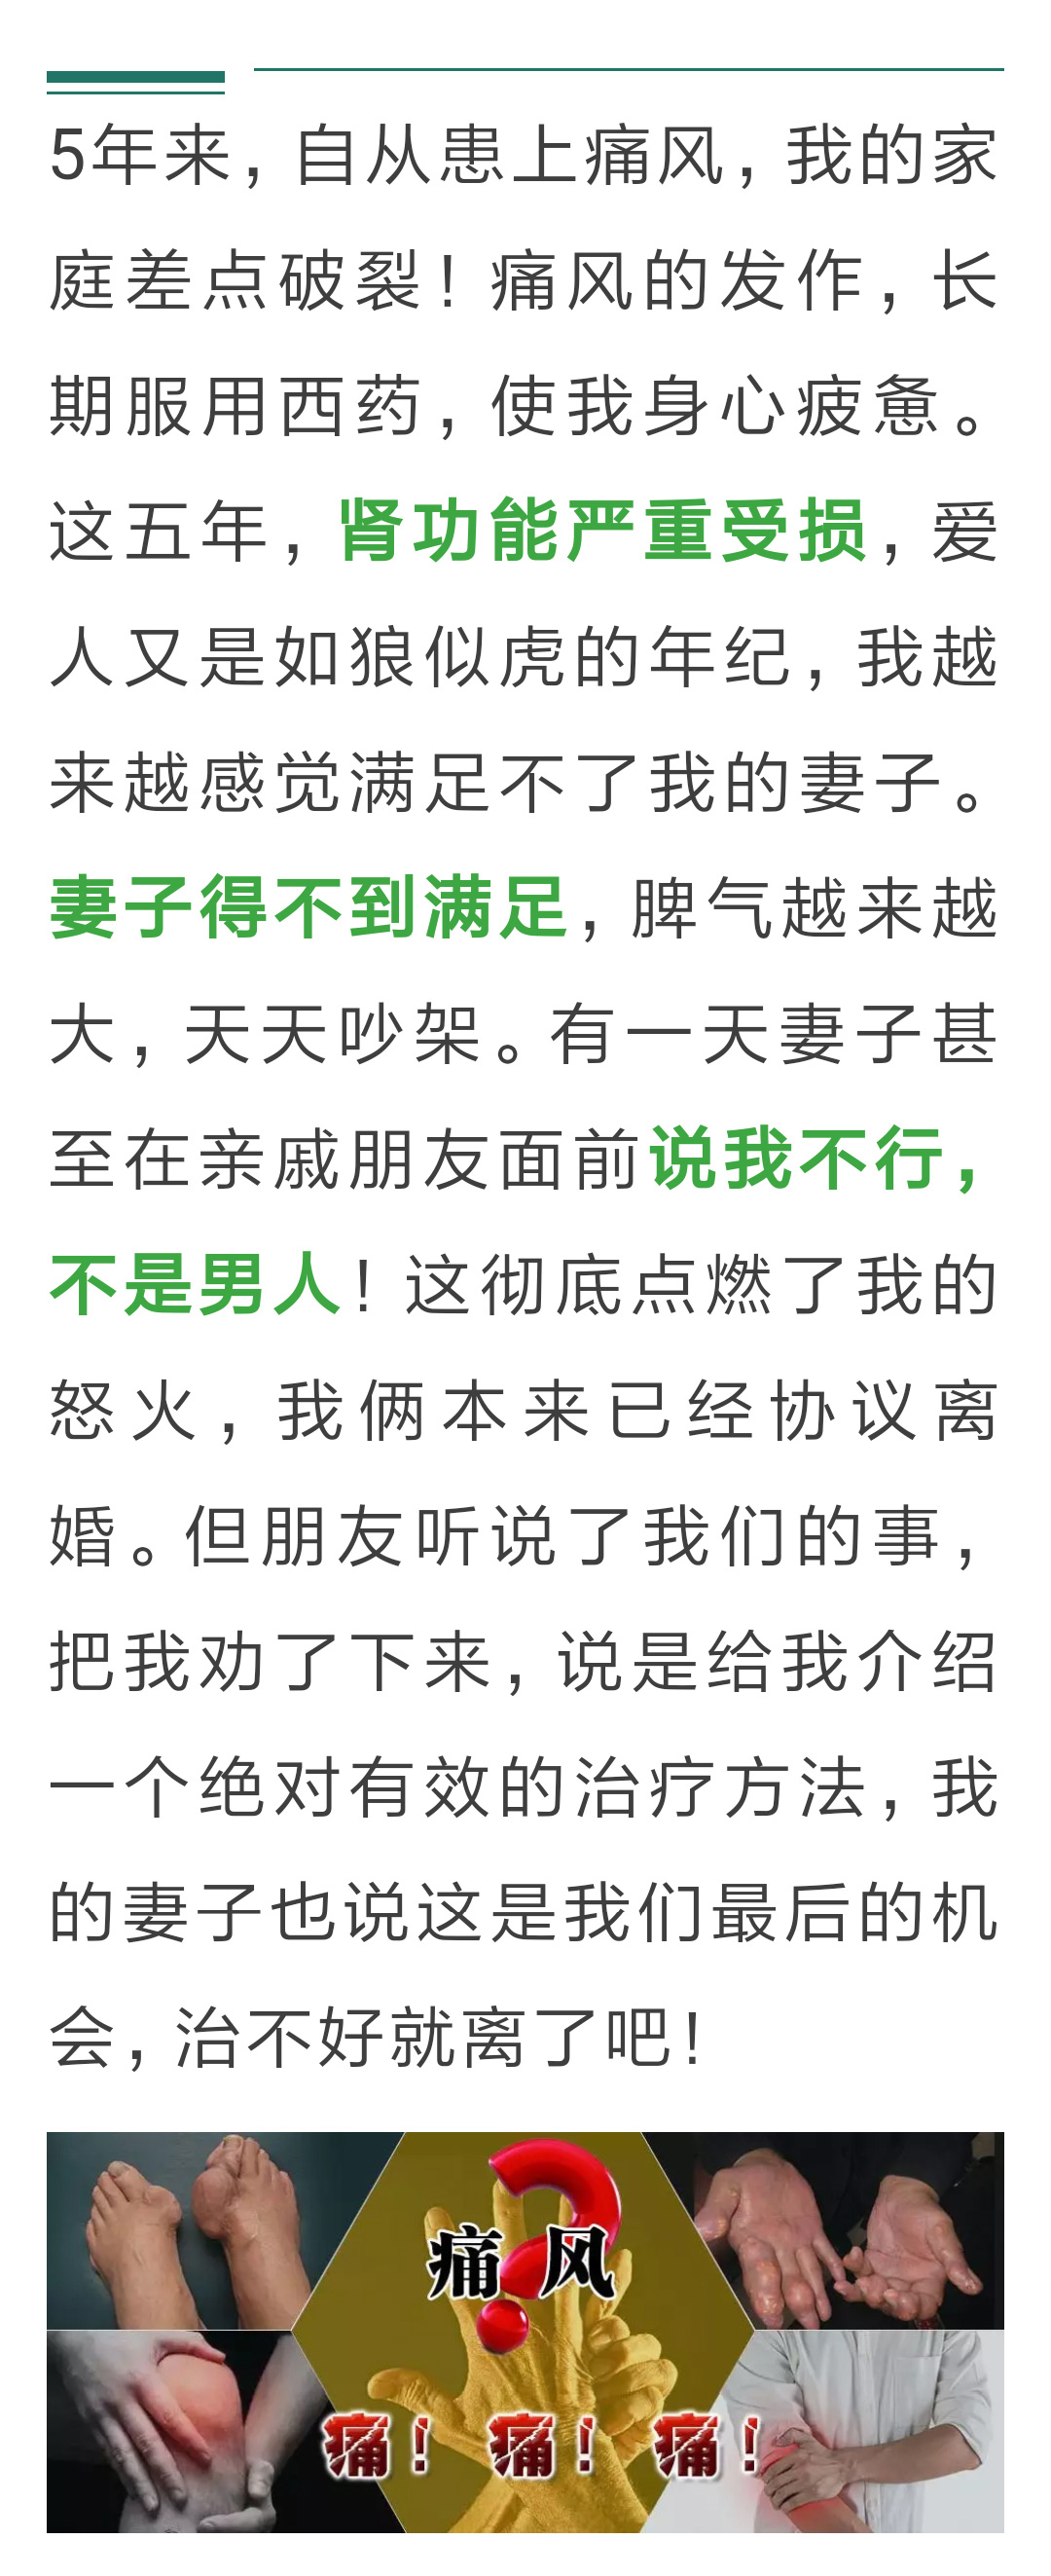 5年来，自从患上痛风，我的家
庭差点破裂！痛风的发作，长
期服用西药，使我身心疲惫。
这五年，肾功能严重受损，爱
人又是如狼似虎的年纪，我越
来越感觉满足不了我的妻子。
妻子得不到满足，脾气越来越
大，天天吵架。有一天妻子甚
至在亲戚朋友面前说我不行，
不是男人！这彻底点燃了我的
怒火，我俩本来已经协议离
婚。但朋友听说了我们的事，
把我劝了下来，说是给我介绍
一个绝对有效的治疗方法，我
的妻子也说这是我们最后的机
会，治不好就离了吧！
痛风
痛！痛！痛！